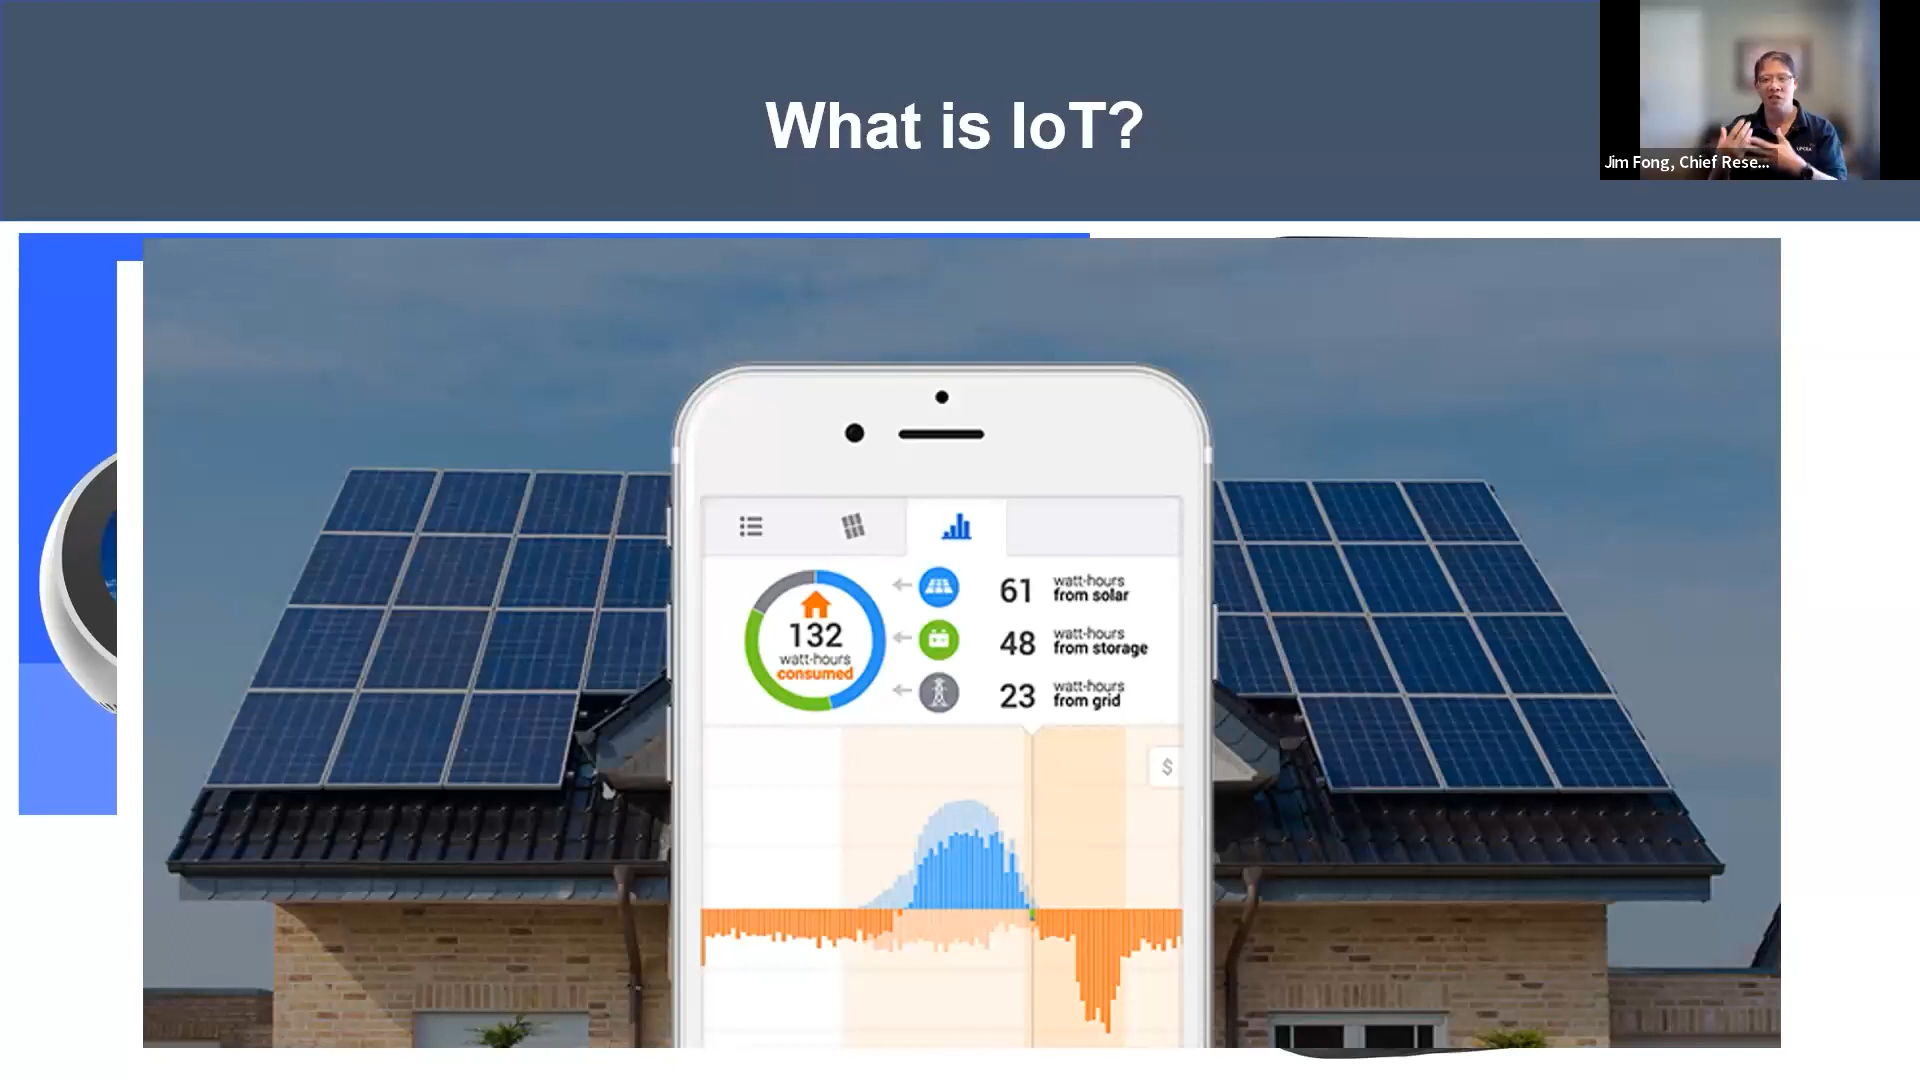 What is IoT?
Jim Fong, Chief Rese...
UPCEA
132
watt-hours
consumed
61 watt-hours
from solar
48 watt-hours
from storage
23 watt-hours
from grid
$